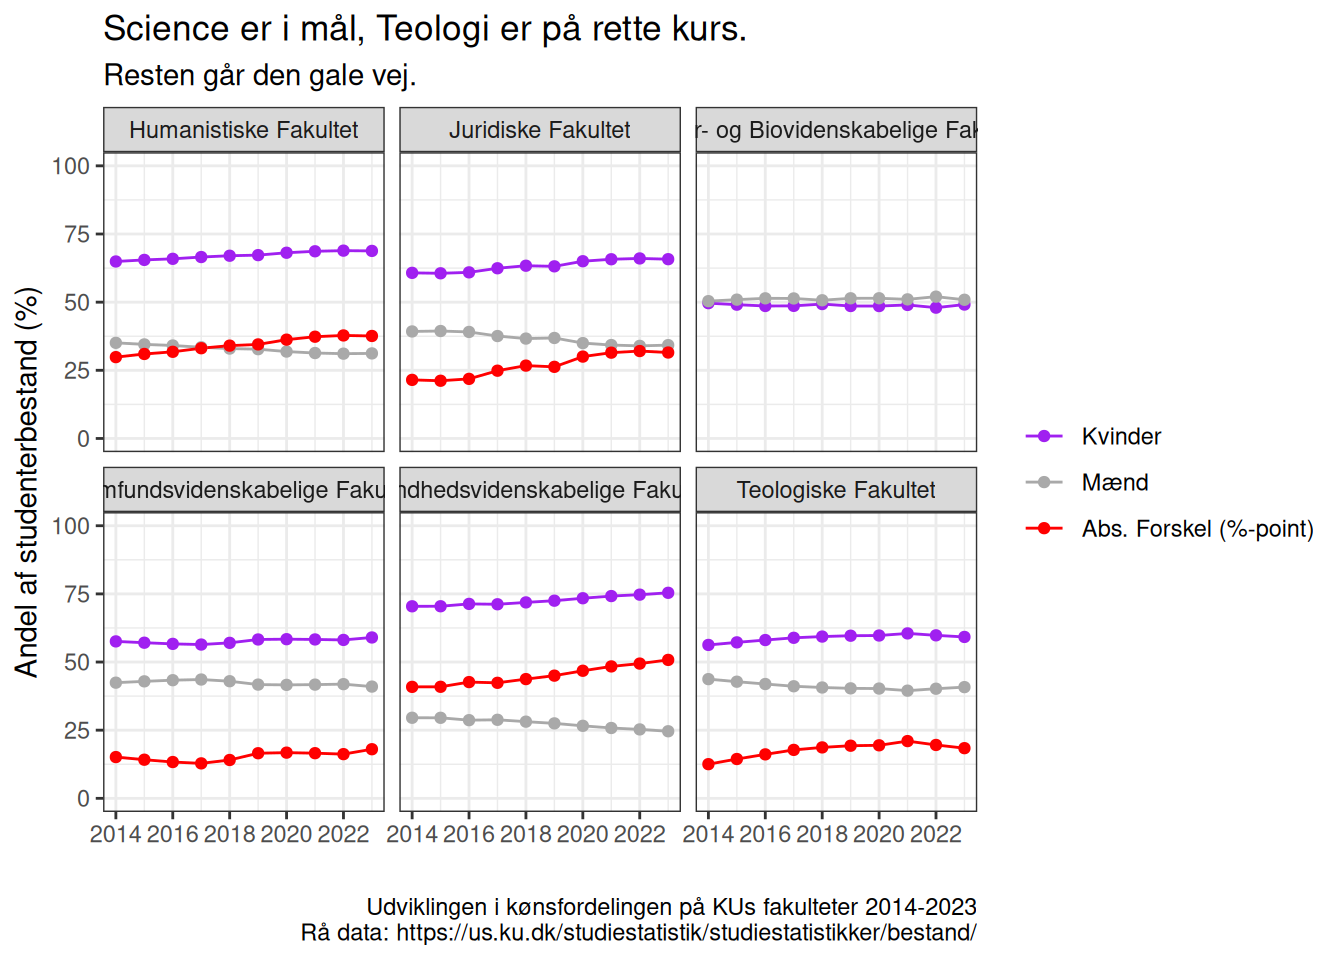 Science er i mål, Teologi er på rette kurs.
Resten går den gale vej.
Humanistiske Fakultet
Juridiske Fakultet
r- og Biovidenskabelige Fak
100
75
50
25
0
Andel af studenterbestand (%)
mfundsvidenskabelige Faku
ndhedsvidenskabelige Faku
Teologiske Fakultet
100
75
50
25
0
2014 2016 2018 2020 2022
2014 2016 2018 2020 2022
2014 2016 2018 2020 2022
Kvinder
Mænd
Abs. Forskel (%-point)
Udviklingen i kønsfordelingen på KUs fakulteter 2014-2023
Rå data: https://us.ku.dk/studiestatistik/studiestatistikker/bestand/